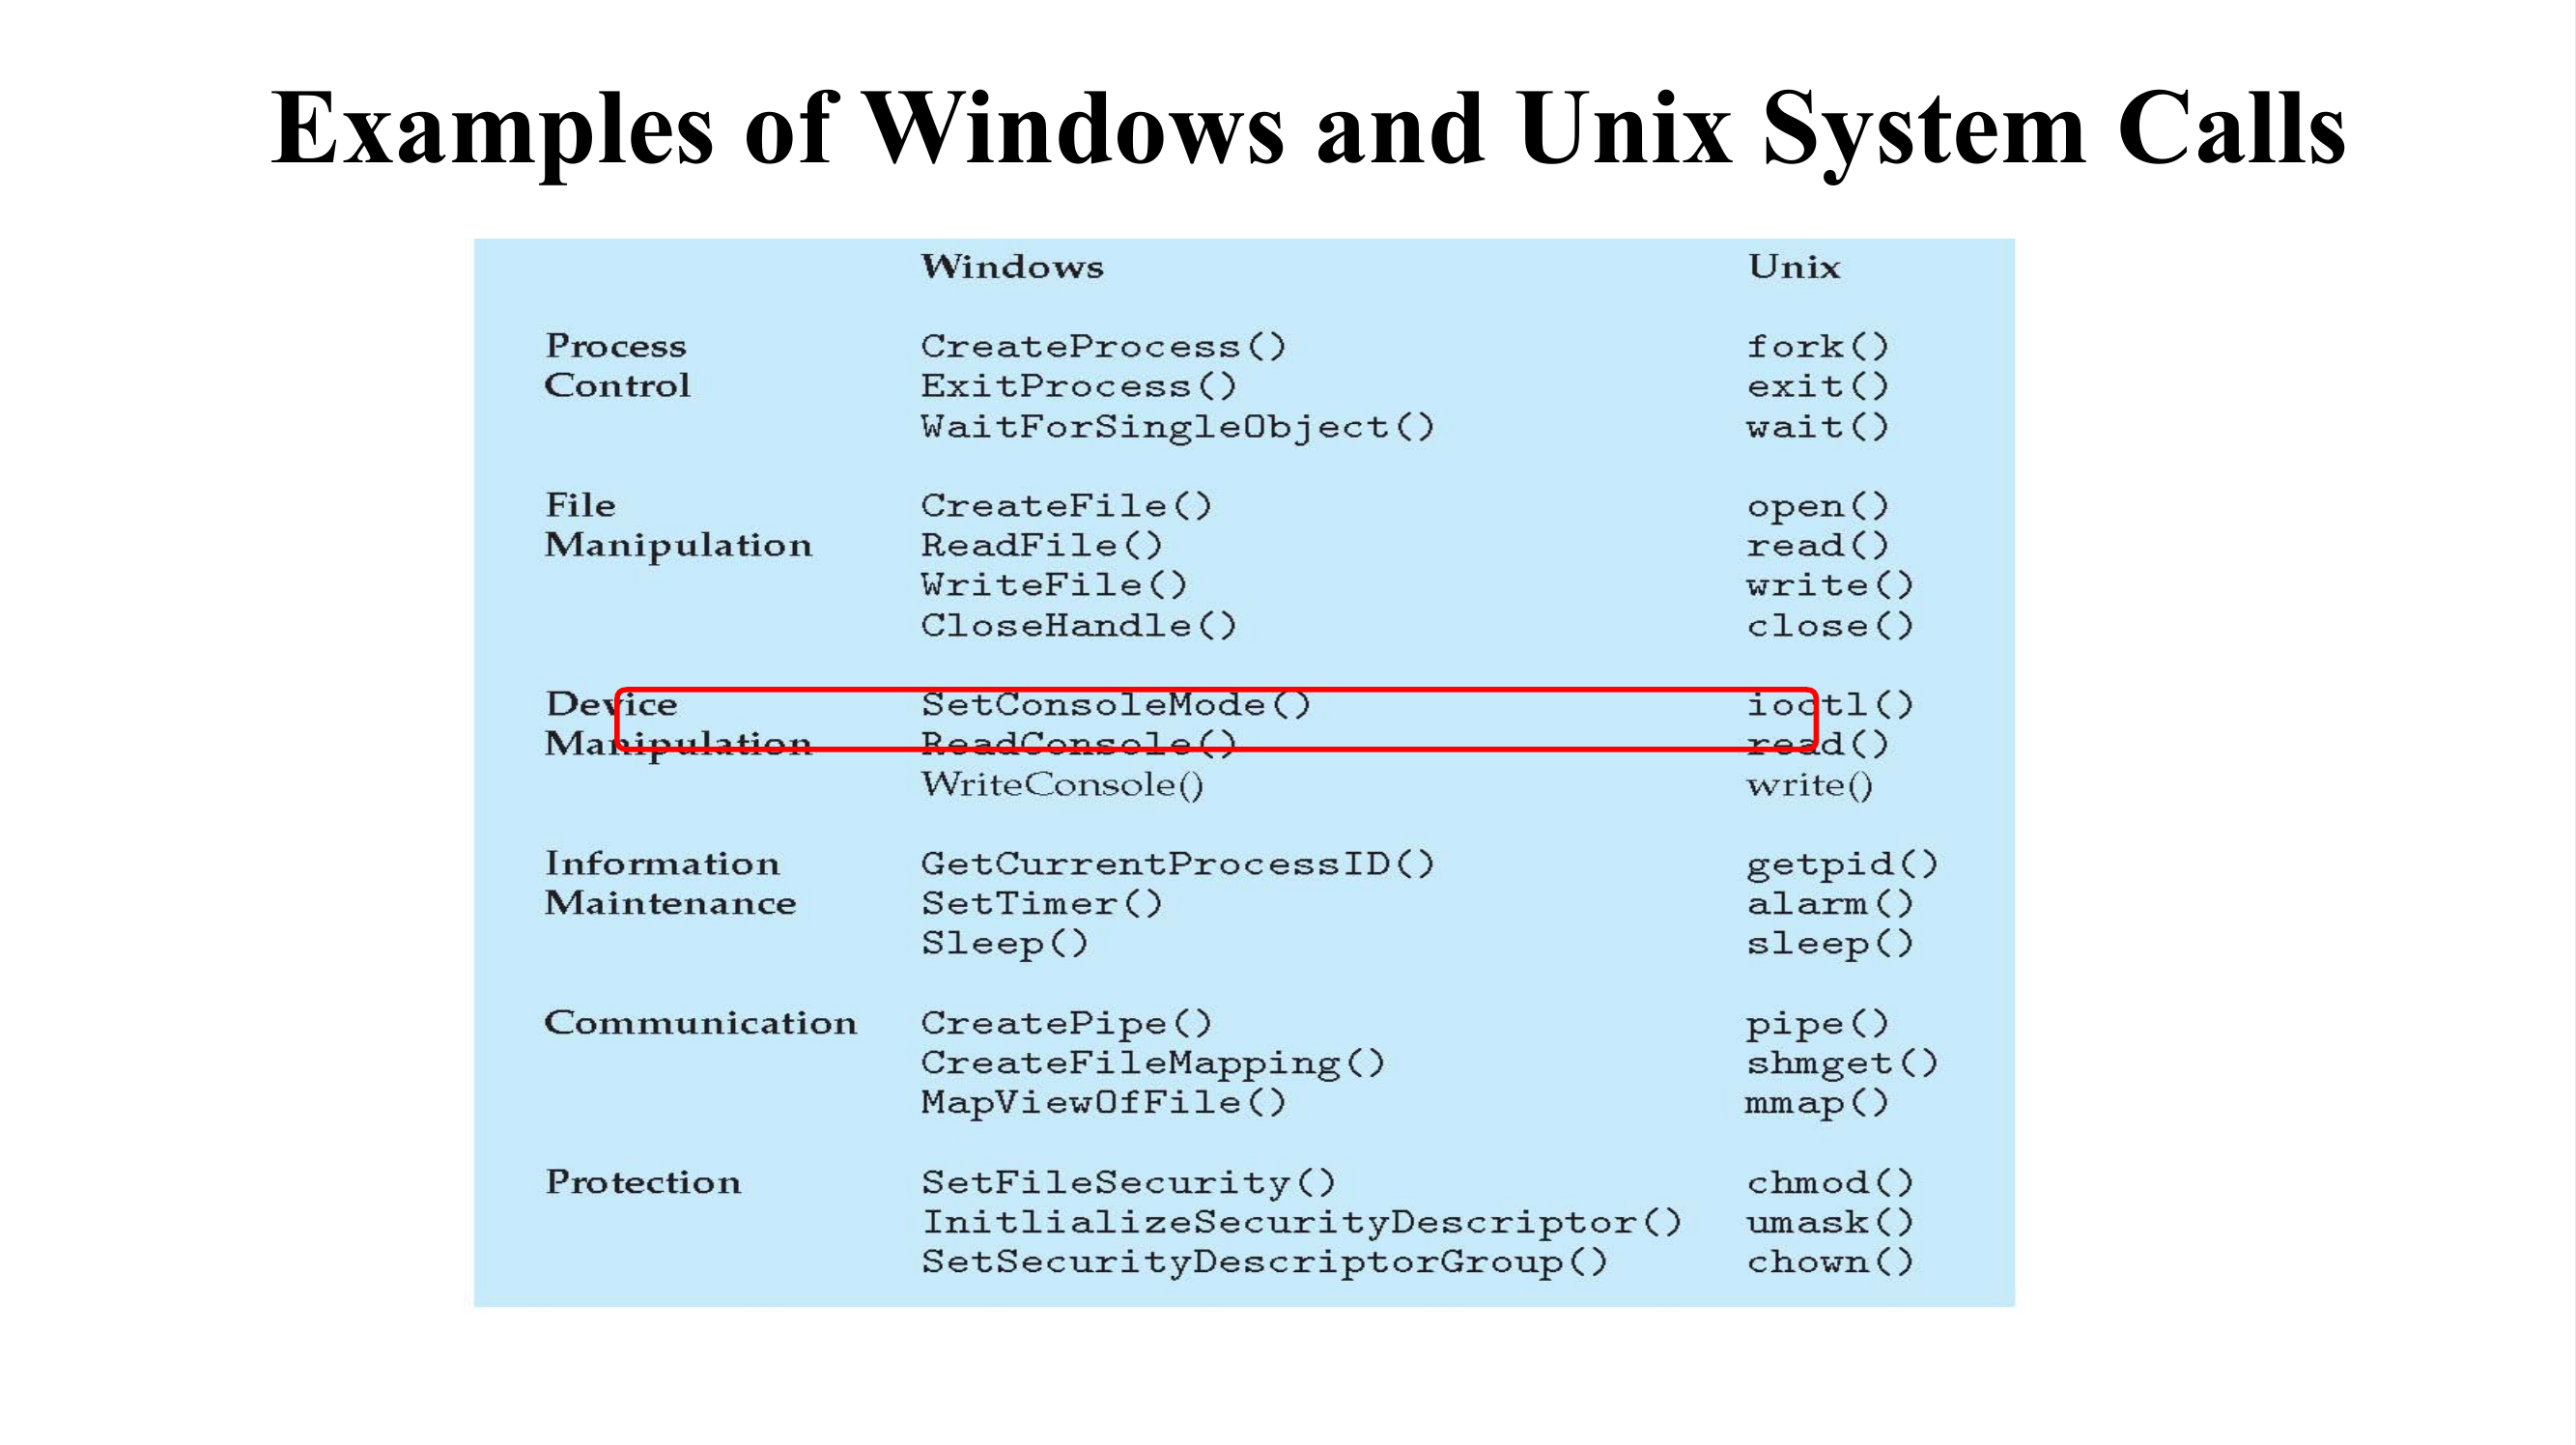 Examples of Windows and Unix System Calls
Windows Unix
Process CreateProcess() fork()
Control ExitProcess() exit()
WaitForSingleObject() wait()
File CreateFile() open()
Manipulation ReadFile() read()
WriteFile() write()
CloseHandle() close()
Device SetConsoleMode() ioctl()
Manipulation ReadConsole() read()
WriteConsole() write()
Information GetCurrentProcessID() getpid()
Maintenance SetTimer() alarm()
Sleep() sleep()
Communication CreatePipe() pipe()
CreateFileMapping() shmget()
MapViewOfFile() mmap()
Protection SetFileSecurity() chmod()
InitlializeSecurityDescriptor() umask()
SetSecurityDescriptorGroup() chown()